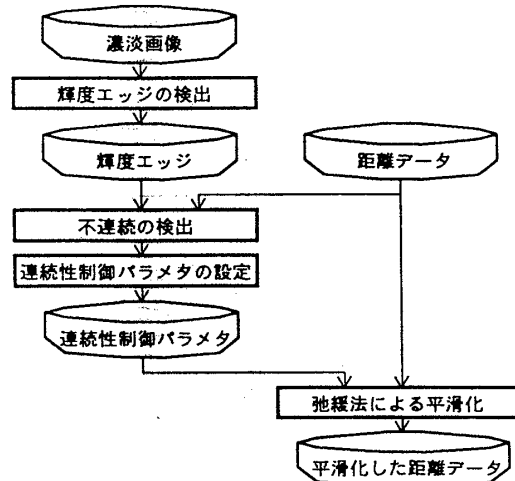 濃淡画像
輝度エッジの検出
輝度エッジ
距離データ
不連続の検出
連続性制御パラメタの設定
連続性制御パラメタ
弛緩法による平滑化
平滑化した距離データ